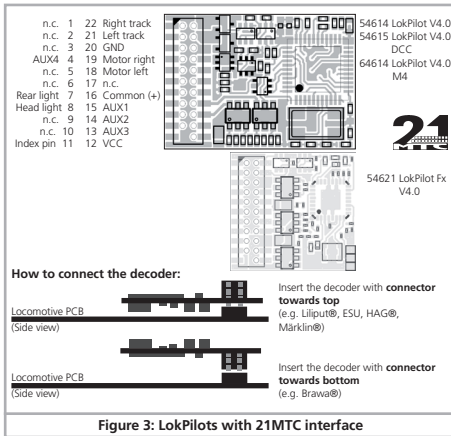 n.c. 1 22 Right track
n.c. 2 21 Left track
n.c. 3 20 GND
AUX4 4 19 Motor right
n.c. 5 18 Motor left
n.c. 6 17 n.c.
Rear light 7 16 Common (+)
Head light 8 15 AUX1
n.c. 9 14 AUX2
n.c. 10 13 AUX3
Index pin 11 12 VCC
54614 LokPilot V4.0
54615 LokPilot V4.0
DCC
64614 LokPilot V4.0
M4
21
MTC
54621 LokPilot Fx
V4.0
How to connect the decoder:
Locomotive PCB
(Side view)
Insert the decoder with connector
towards top
(e.g. Liliput®, ESU, HAG®,
Märklin®)
Locomotive PCB
(Side view)
Insert the decoder with connector
towards bottom
(e.g. Brawa®)
Figure 3: LokPilots with 21MTC interface